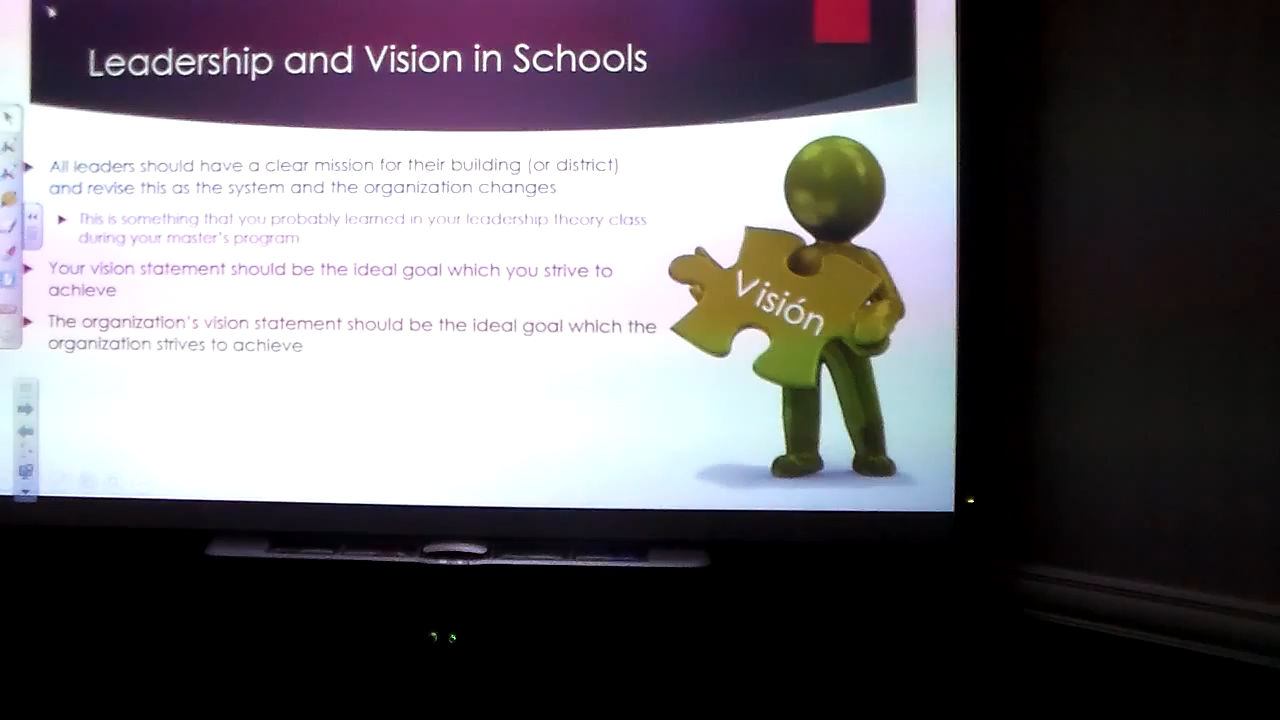 Leadership and Vision in Schools
All leaders should have a clear mission for their building (or district)
and revise this as the system and the organization changes
This is something that you probably learned in your leadership theory class
during your master's program
Your vision statement should be the ideal goal which you strive to
achieve
The organization's vision statement should be the ideal goal which the
organization strives to achieve
Visión